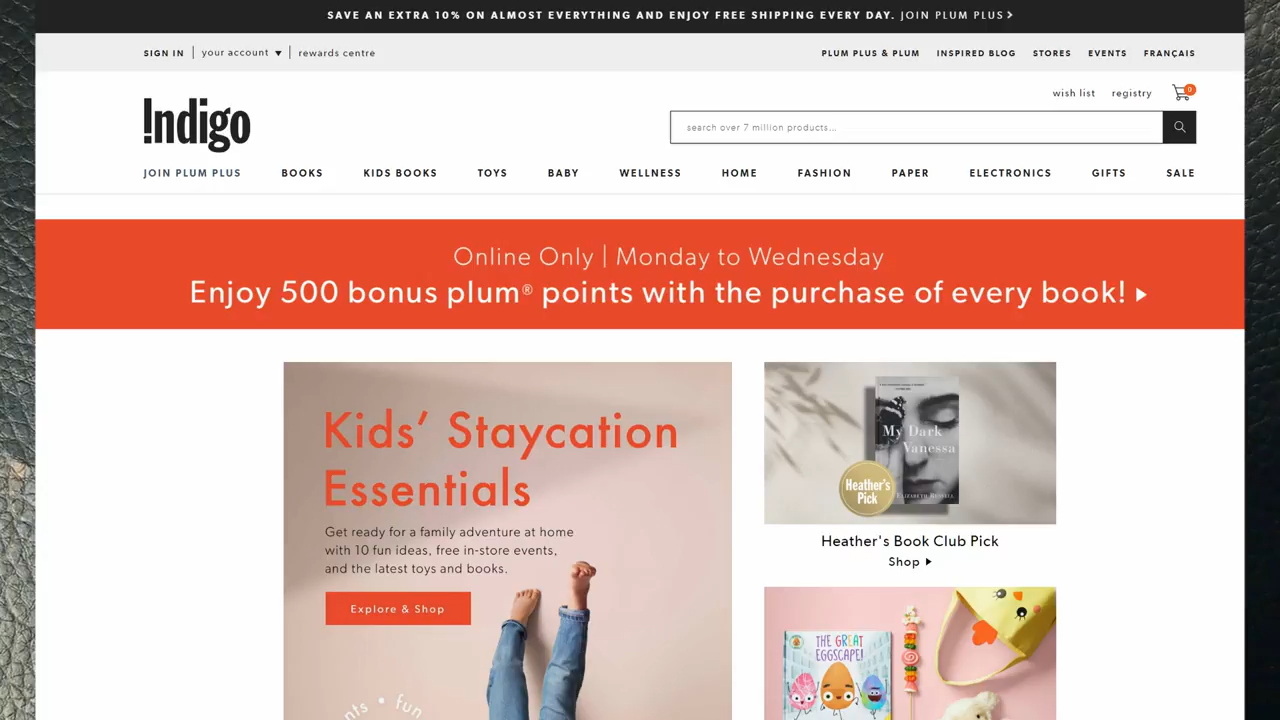 SAVE AN EXTRA 10% ON ALMOST EVERYTHING AND ENJOY FREE SHIPPING EVERY DAY. JOIN PLUM PLUS >
SIGN IN | your account ▼ | rewards centre
PLUM PLUS & PLUM INSPIRED BLOG STORES EVENTS FRANÇAIS
wish list registry 0
!ndigo
search over 7 million products...
JOIN PLUM PLUS BOOKS KIDS BOOKS TOYS BABY WELLNESS HOME FASHION PAPER ELECTRONICS GIFTS SALE
Online Only | Monday to Wednesday
Enjoy 500 bonus plum® points with the purchase of every book! ▶
Kids' Staycation
Essentials
Get ready for a family adventure at home
with 10 fun ideas, free in-store events,
and the latest toys and books.
Explore & Shop
nts • fun
My Dark
Vanessa
Heather's
Pick
Heather's Book Club Pick
Shop ▶
THE GREAT
EGGSCAPE!